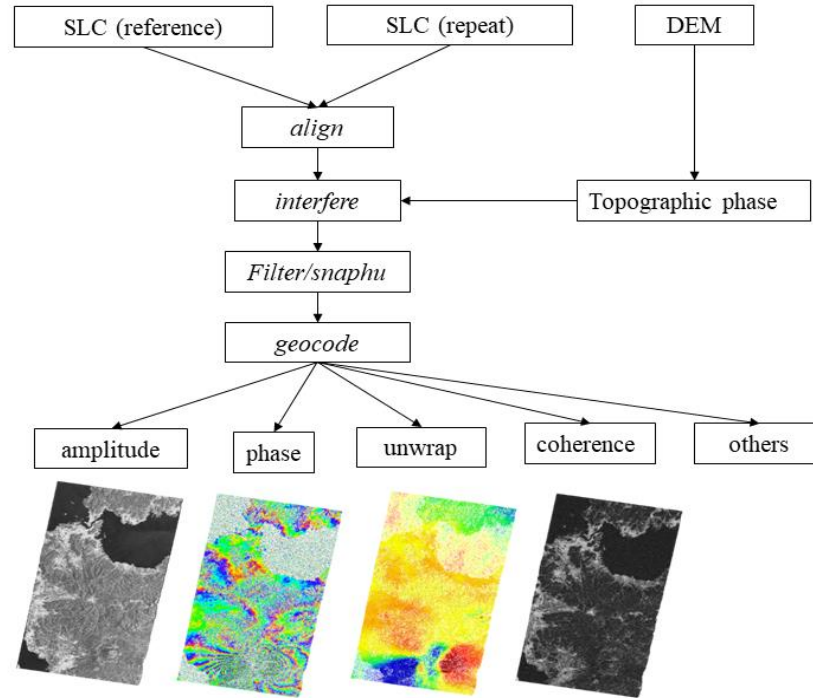 SLC (reference)
SLC (repeat)
DEM
align
interfere
Topographic phase
Filter/snaphu
geocode
amplitude
phase
unwrap
coherence
others